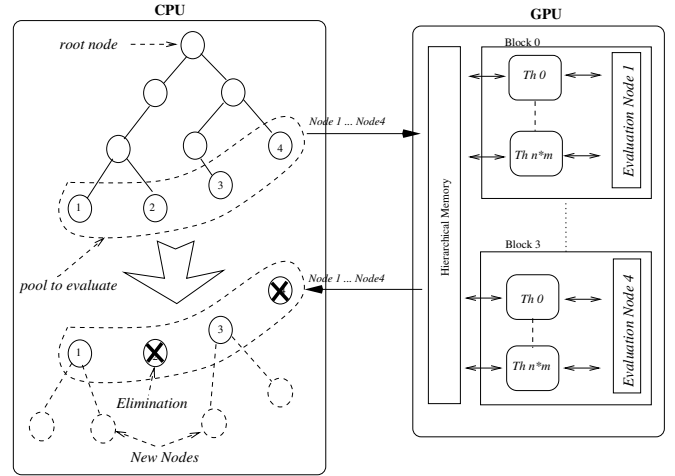 CPU
GPU
root node
Node 1 ... Node4
1
2
3
4
pool to evaluate
Node 1 ... Node4
1
3
Elimination
New Nodes
Hierarchical Memory
Block 0
Th 0
Th n*m
Evaluation Node 1
Block 3
Th 0
Th n*m
Evaluation Node 4